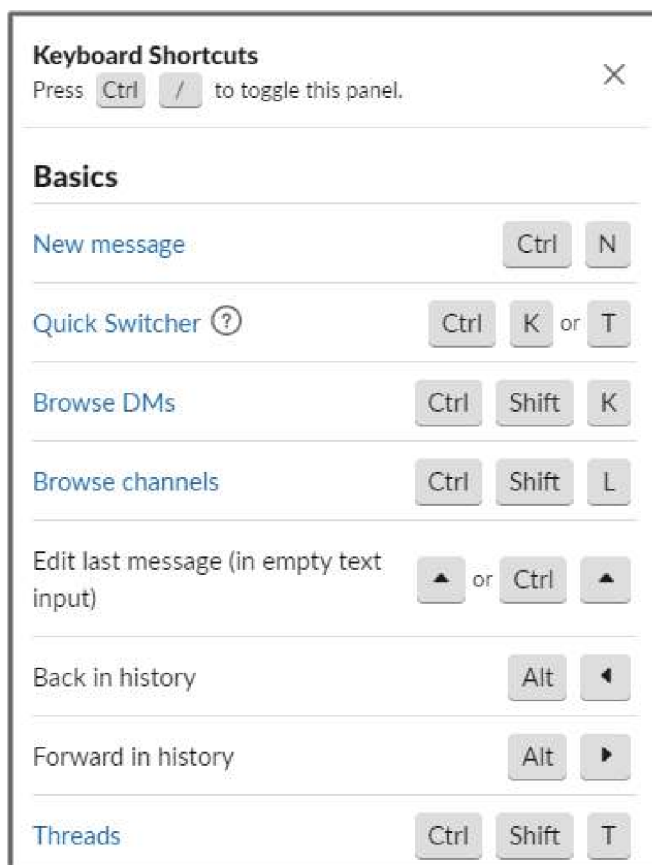 Keyboard Shortcuts
Press Ctrl / to toggle this panel.
Basics
New message Ctrl N
Quick Switcher ? Ctrl K or T
Browse DMs Ctrl Shift K
Browse channels Ctrl Shift L
Edit last message (in empty text
input) ▲ or Ctrl ▲
Back in history Alt ◀
Forward in history Alt ▶
Threads Ctrl Shift T